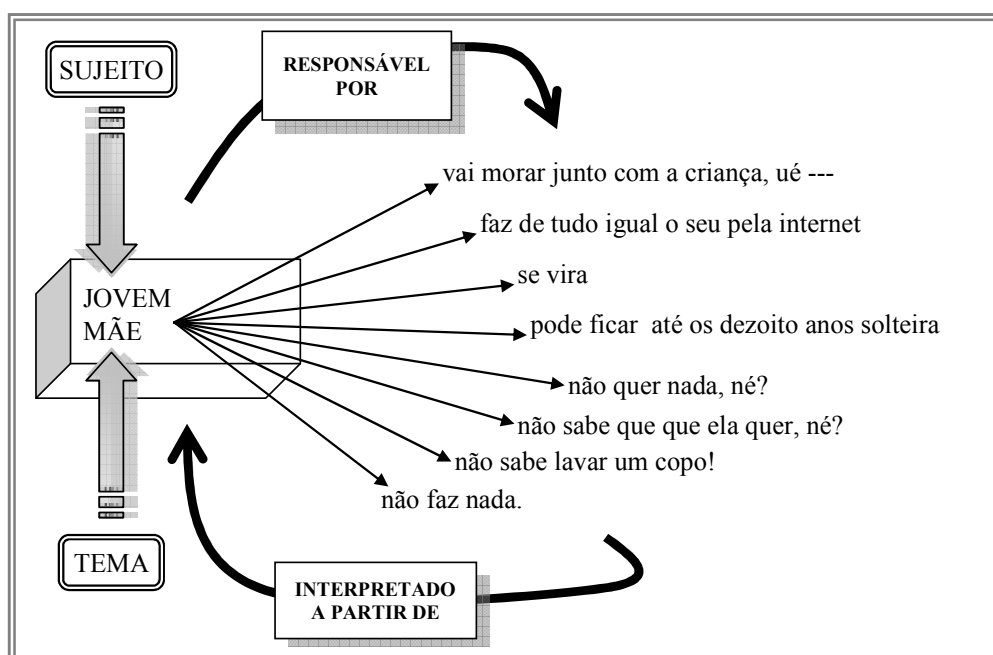 SUJEITO
RESPONSÁVEL
POR
vai morar junto com a criança, ué ---
faz de tudo igual o seu pela internet
se vira
JOVEM
MÃE
pode ficar até os dezoito anos solteira
não quer nada, né?
não sabe que que ela quer, né?
não sabe lavar um copo!
não faz nada.
TEMA
INTERPRETADO
A PARTIR DE